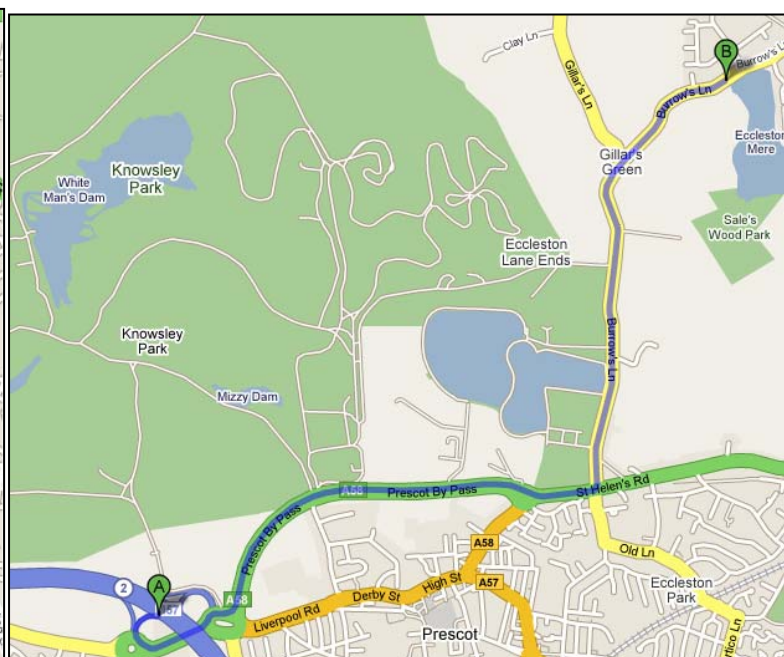 Clay Ln
Gillar's Ln
B
Burrow's Ln
Burrow's Ln
Knowsley
Park
White
Man's Dam
Gillar's
Green
Eccleston
Mere
Sale's
Wood Park
Eccleston
Lane Ends
Knowsley
Park
Mizzy Dam
Burrow's Ln
A58
Prescot By Pass
St Helen's Rd
Prescot By Pass
A58
Old Ln
2
A
A57
A58
Liverpool Rd
Derby St
High St
Eccleston
Park
Prescot